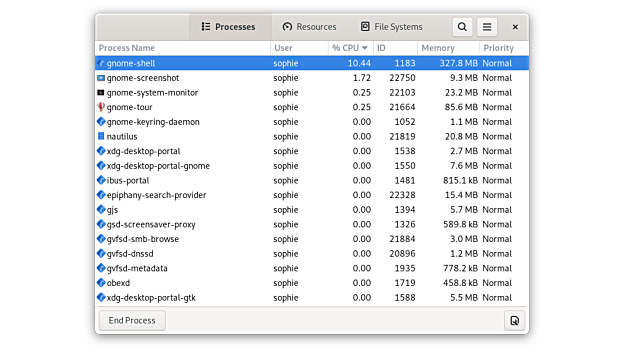 Processes Resources File Systems
Process Name User % CPU ID Memory Priority
gnome-shell sophie 10.44 1183 327.8 MB Normal
gnome-screenshot sophie 1.72 22750 9.3 MB Normal
gnome-system-monitor sophie 0.25 22103 23.2 MB Normal
gnome-tour sophie 0.25 21664 85.6 MB Normal
gnome-keyring-daemon sophie 0.00 1052 1.1 MB Normal
nautilus sophie 0.00 21819 20.8 MB Normal
xdg-desktop-portal sophie 0.00 1538 2.7 MB Normal
xdg-desktop-portal-gnome sophie 0.00 1550 7.6 MB Normal
ibus-portal sophie 0.00 1481 815.1 kB Normal
epiphany-search-provider sophie 0.00 22328 15.4 MB Normal
gjs sophie 0.00 1394 5.7 MB Normal
gsd-screensaver-proxy sophie 0.00 1326 589.8 kB Normal
gvfsd-smb-browse sophie 0.00 21884 3.0 MB Normal
gvfsd-dnssd sophie 0.00 20896 1.2 MB Normal
gvfsd-metadata sophie 0.00 1935 778.2 kB Normal
obexd sophie 0.00 1719 458.8 kB Normal
xdg-desktop-portal-gtk sophie 0.00 1588 5.5 MB Normal
End Process